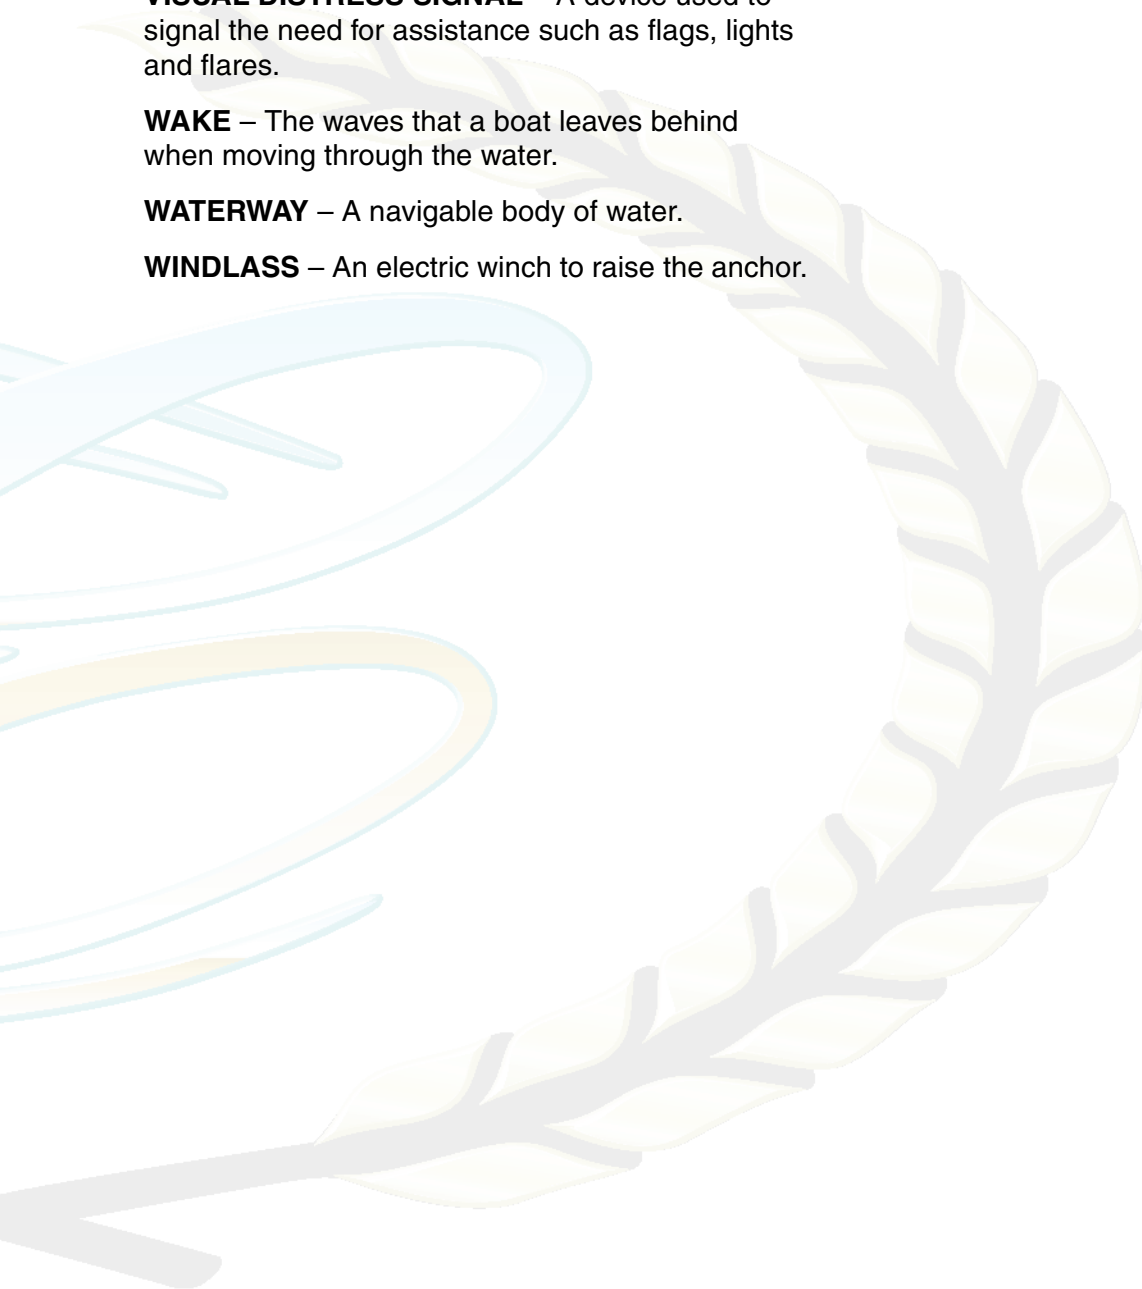 VISUAL DISTRESS SIGNAL – A device used to
signal the need for assistance such as flags, lights
and flares.
WAKE – The waves that a boat leaves behind
when moving through the water.
WATERWAY – A navigable body of water.
WINDLASS – An electric winch to raise the anchor.